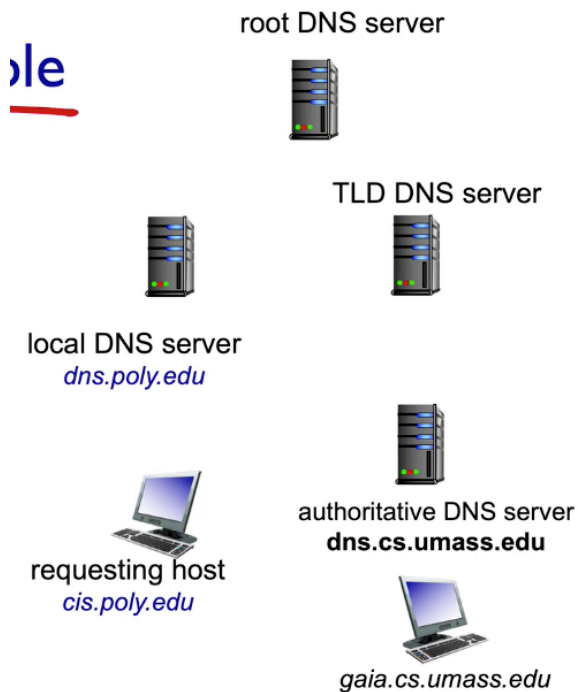 root DNS server
TLD DNS server
local DNS server
dns.poly.edu
authoritative DNS server
dns.cs.umass.edu
requesting host
cis.poly.edu
gaia.cs.umass.edu